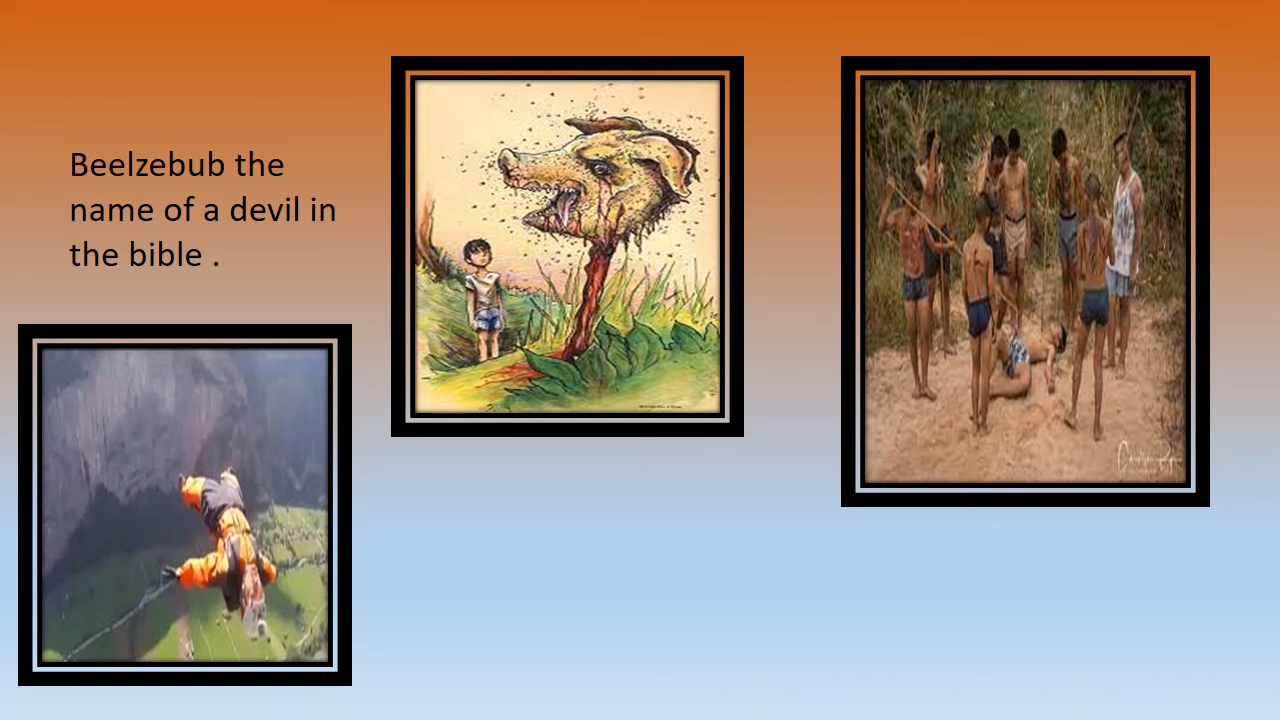 Beelzebub the
name of a devil in
the bible .